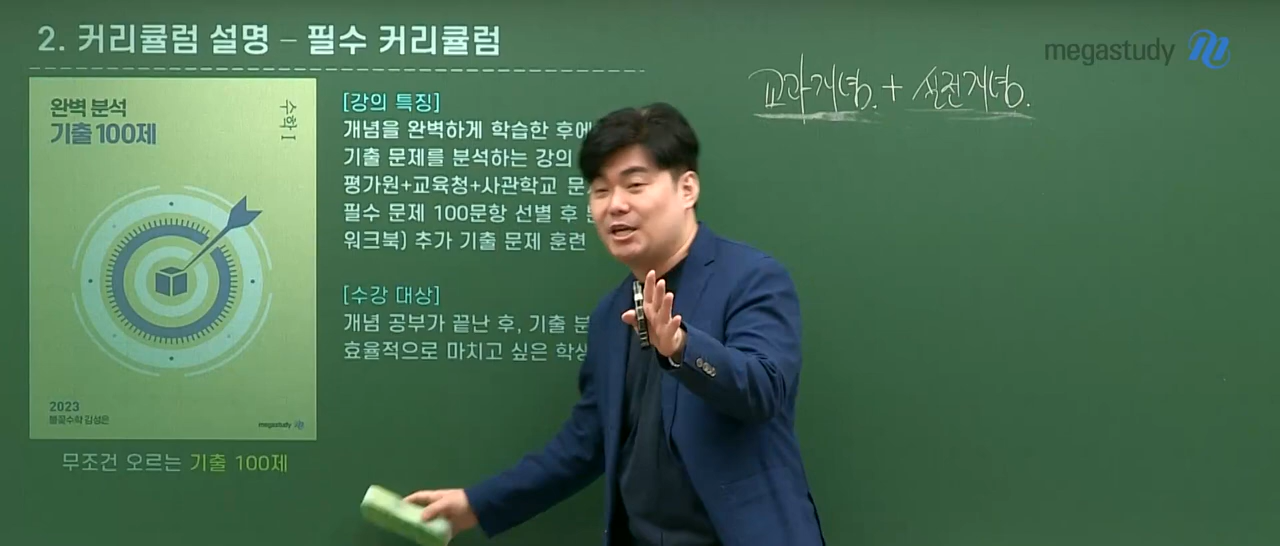 2. 커리큘럼 설명 – 필수 커리큘럼
megastudy
교과개념. + 실전개념.
완벽 분석
기출 100제
수학 I
2023
불꽃수학 김성은
megastudy
무조건 오르는 기출 100제
[강의 특징]
개념을 완벽하게 학습한 후에
기출 문제를 분석하는 강의
평가원+교육청+사관학교
필수 문제 100문항 선별 후
워크북) 추가 기출 문제 훈련
[수강 대상]
개념 공부가 끝난 후, 기출
효율적으로 마치고 싶은